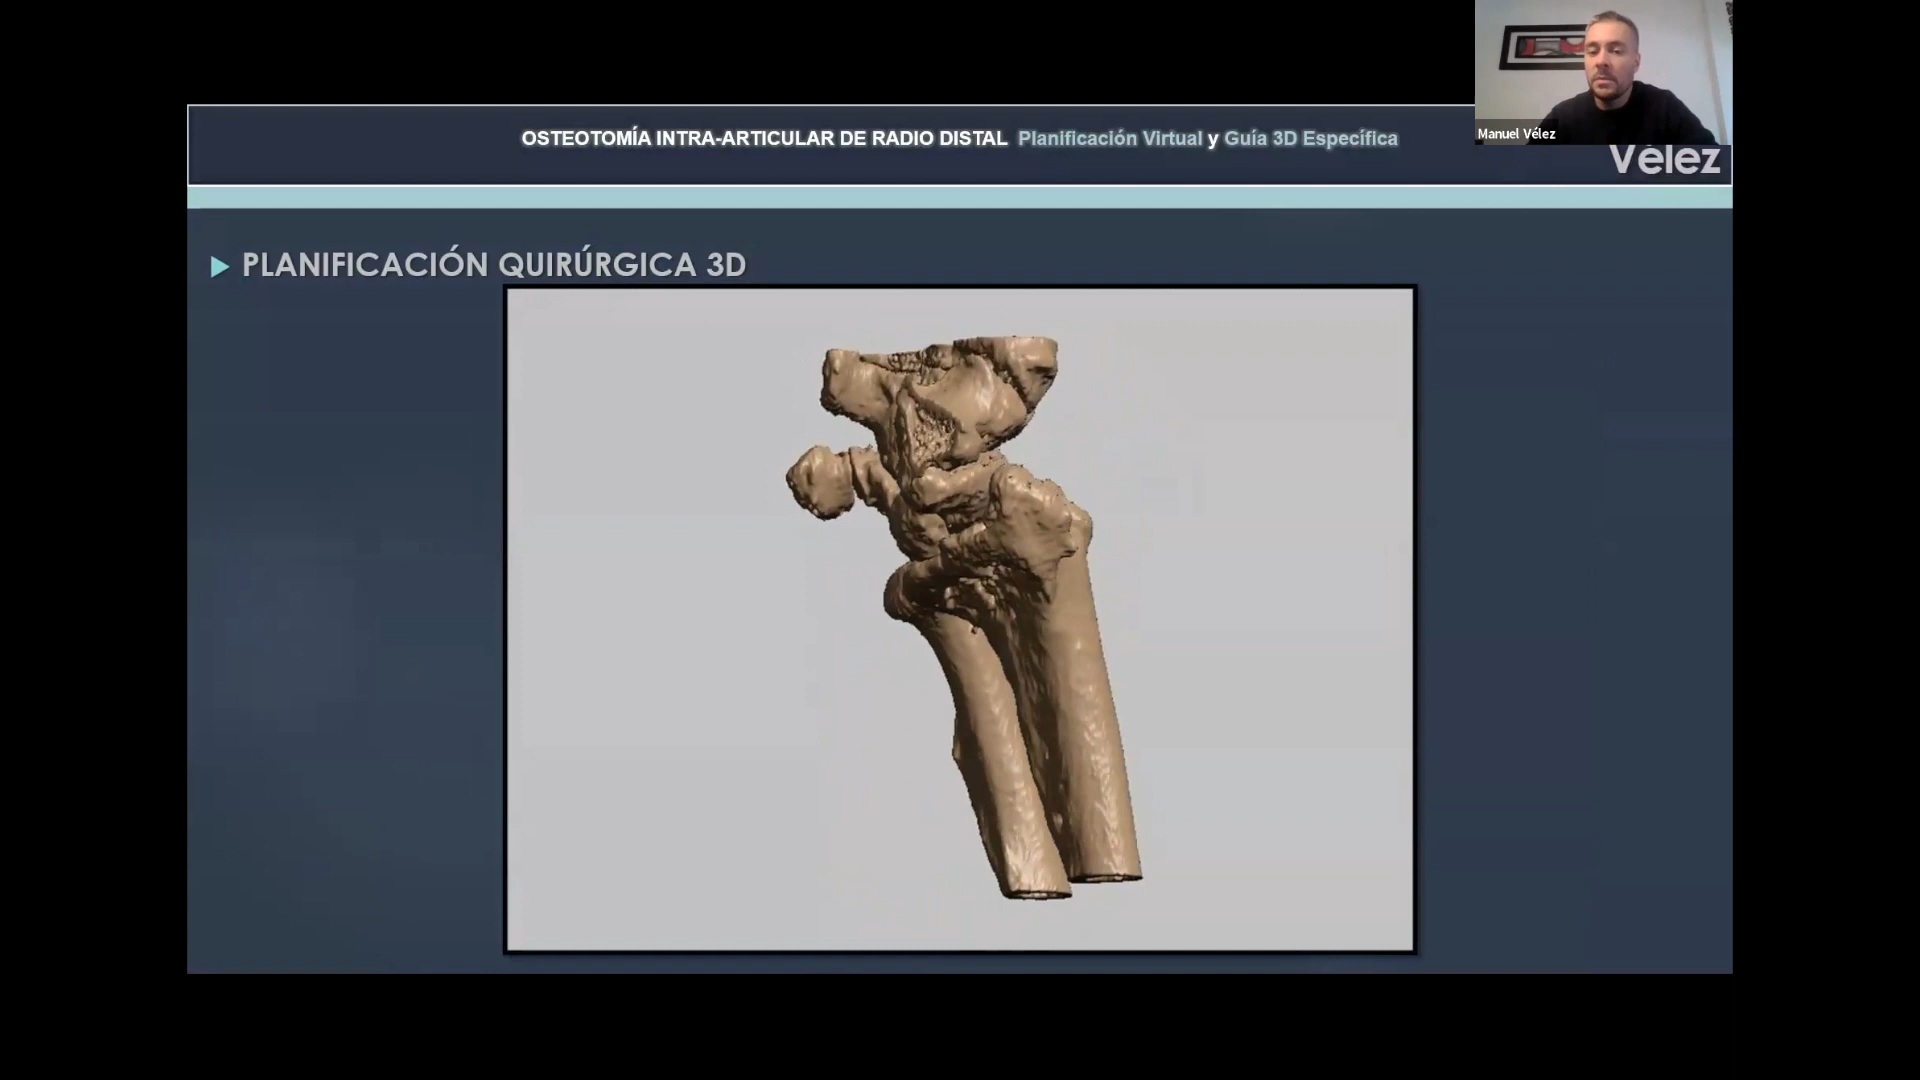 OSTEOTOMÍA INTRA-ARTICULAR DE RADIO DISTAL Planificación Virtual y Guía 3D Específica
Manuel Vélez
Vélez
PLANIFICACIÓN QUIRÚRGICA 3D